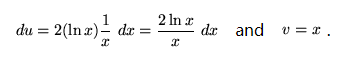 du = 2(ln x) 1/x dx = 2 ln x / x dx and v = x .